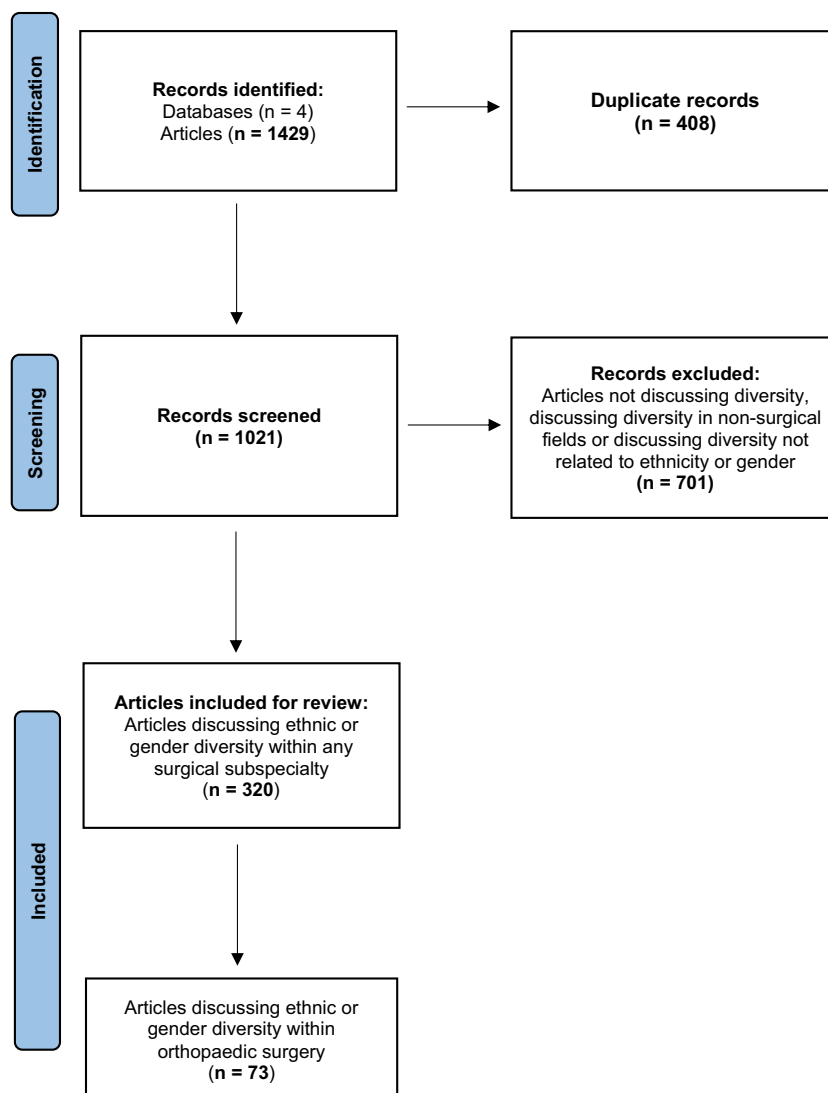 Identification
Records identified:
Databases (n = 4)
Articles (n = 1429)
Duplicate records
(n = 408)
Screening
Records screened
(n = 1021)
Records excluded:
Articles not discussing diversity,
discussing diversity in non-surgical
fields or discussing diversity not
related to ethnicity or gender
(n = 701)
Included
Articles included for review:
Articles discussing ethnic or
gender diversity within any
surgical subspecialty
(n = 320)
Articles discussing ethnic or
gender diversity within
orthopaedic surgery
(n = 73)